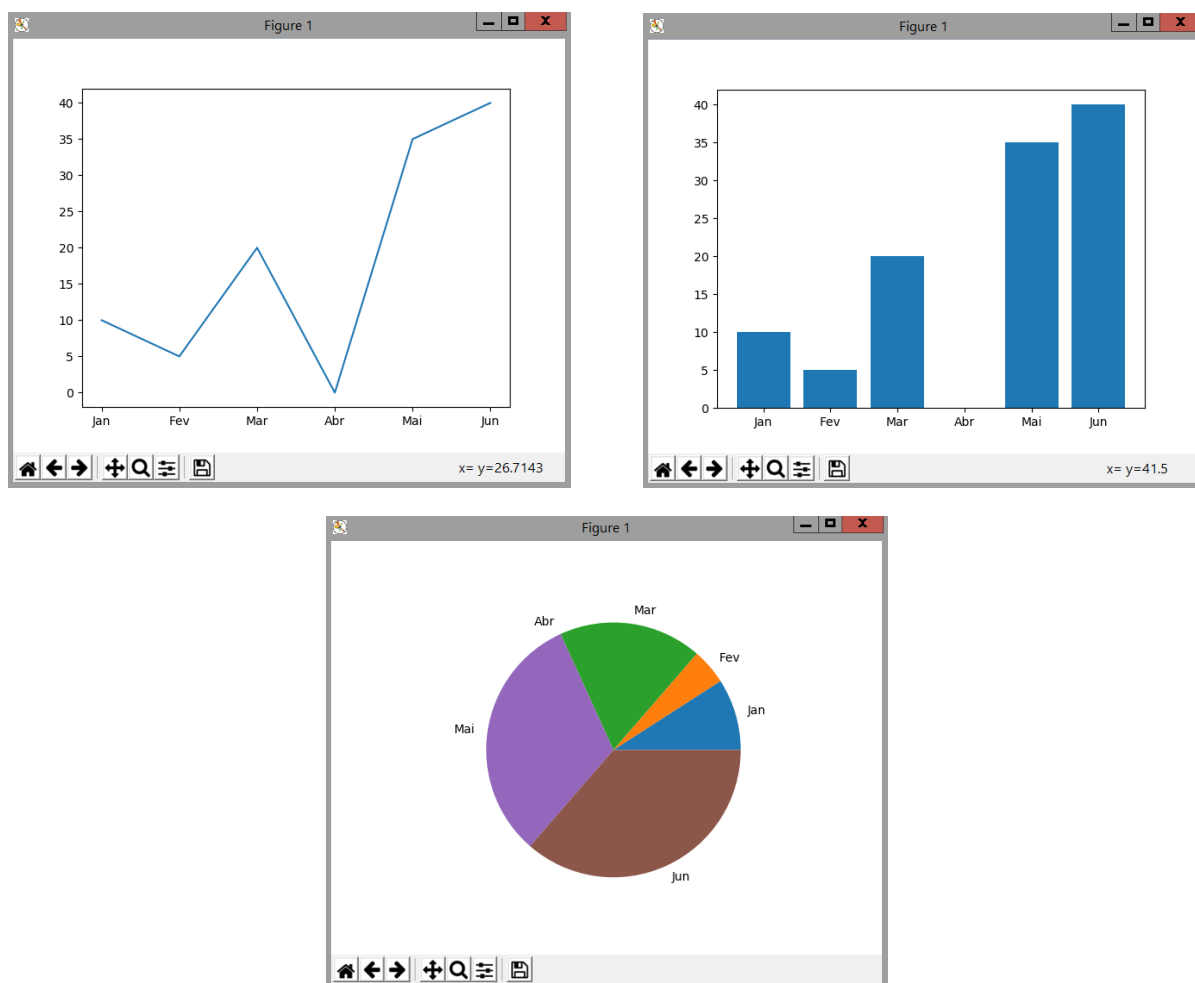 Figure 1
40
35
30
25
20
15
10
5
0
Jan Fev Mar Abr Mai Jun
x= y=26.7143
Figure 1
40
35
30
25
20
15
10
5
0
Jan Fev Mar Abr Mai Jun
x= y=41.5
Figure 1
Mar
Abr
Fev
Jan
Mai
Jun